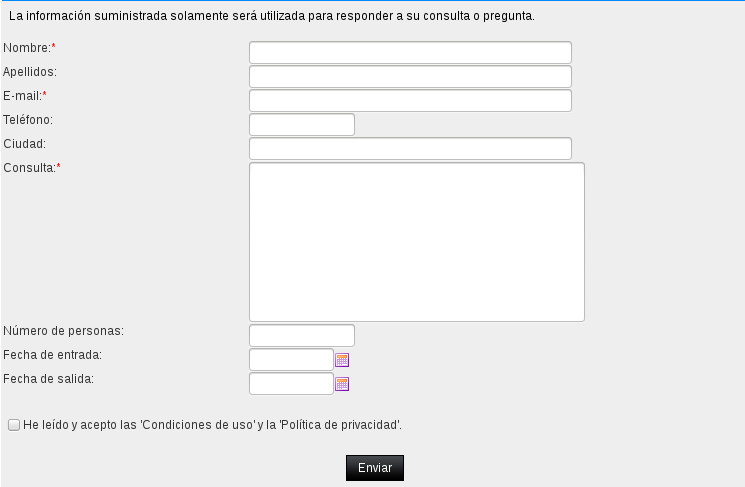 La información suministrada solamente será utilizada para responder a su consulta o pregunta.
Nombre:*
Apellidos:
E-mail:*
Teléfono:
Ciudad:
Consulta:*
Número de personas:
Fecha de entrada:
Fecha de salida:
He leído y acepto las 'Condiciones de uso' y la 'Política de privacidad'.
Enviar